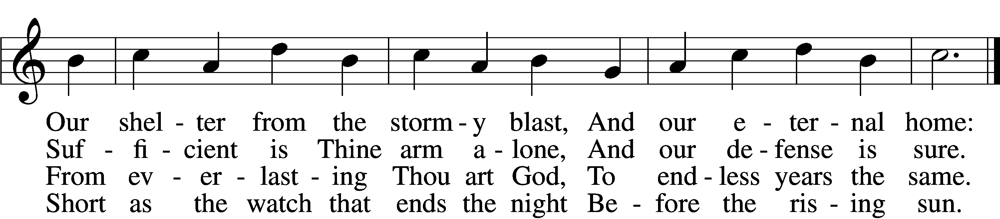 Our shel - ter from the storm - y blast, And our e - ter - nal home:
Suf - fi - cient is Thine arm a - lone, And our de - fense is sure.
From ev - er - last - ing Thou art God, To end - less years the same.
Short as the watch that ends the night Be - fore the ris - ing sun.